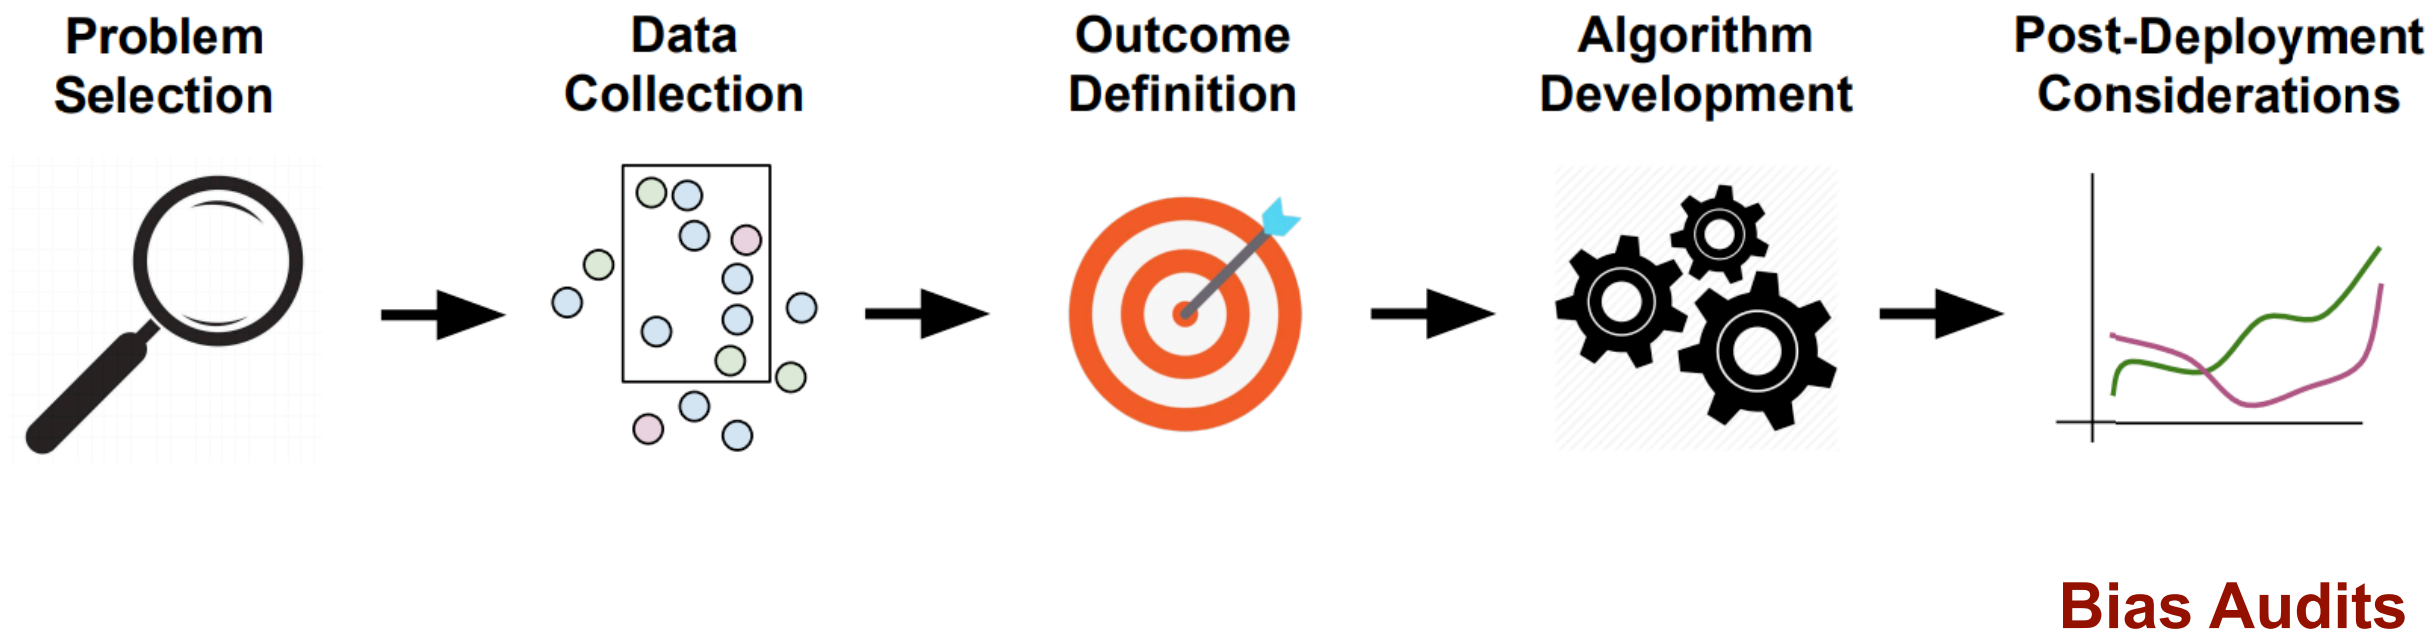 Problem
Selection
Data
Collection
Outcome
Definition
Algorithm
Development
Post-Deployment
Considerations
Bias Audits